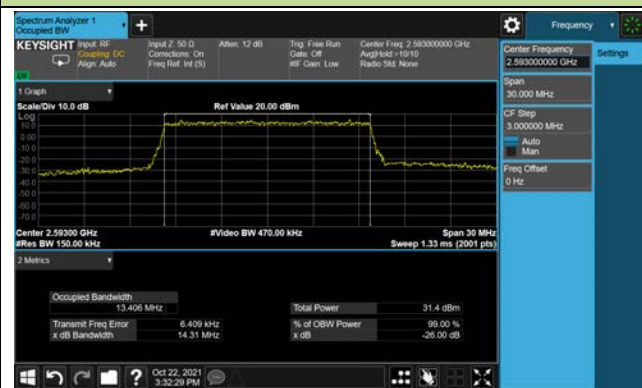 Spectrum Analyzer 1
Occupied BW
+
Frequency
KEYSIGHT
Input: RF
Coupling: DC
Align: Auto
Input Z: 50 Ω
Corrections: On
Freq Ref: Int (S)
Atten: 12 dB
Trig: Free Run
Gate: Off
#IF Gain: Low
Center Freq: 2.593000000 GHz
Avg|Hold:>10/10
Radio Std: None
Center Frequency
2.593000000 GHz
Settings
Span
30.000 MHz
CF Step
3.000000 MHz
Auto
Man
Freq Offset
0 Hz
1 Graph
Scale/Div 10.0 dB
Ref Value 20.00 dBm
Log
10.0
0.00
-10.0
-20.0
-30.0
-40.0
-50.0
-60.0
-70.0
Center 2.59300 GHz
#Video BW 470.00 kHz
Span 30 MHz
#Res BW 150.00 kHz
Sweep 1.33 ms (2001 pts)
2 Metrics
Occupied Bandwidth
13.406 MHz
Total Power 31.4 dBm
Transmit Freq Error 6.409 kHz
% of OBW Power 99.00 %
x dB Bandwidth 14.31 MHz
x dB -26.00 dB
?
Oct 22, 2021
3:32:29 PM